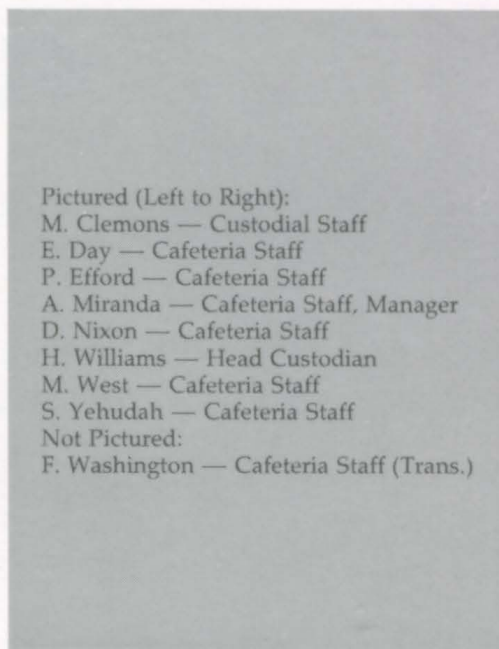 Pictured (Left to Right):
M. Clemons — Custodial Staff
E. Day — Cafeteria Staff
P. Efford — Cafeteria Staff
A. Miranda — Cafeteria Staff, Manager
D. Nixon — Cafeteria Staff
H. Williams — Head Custodian
M. West — Cafeteria Staff
S. Yehudah — Cafeteria Staff
Not Pictured:
F. Washington — Cafeteria Staff (Trans.)